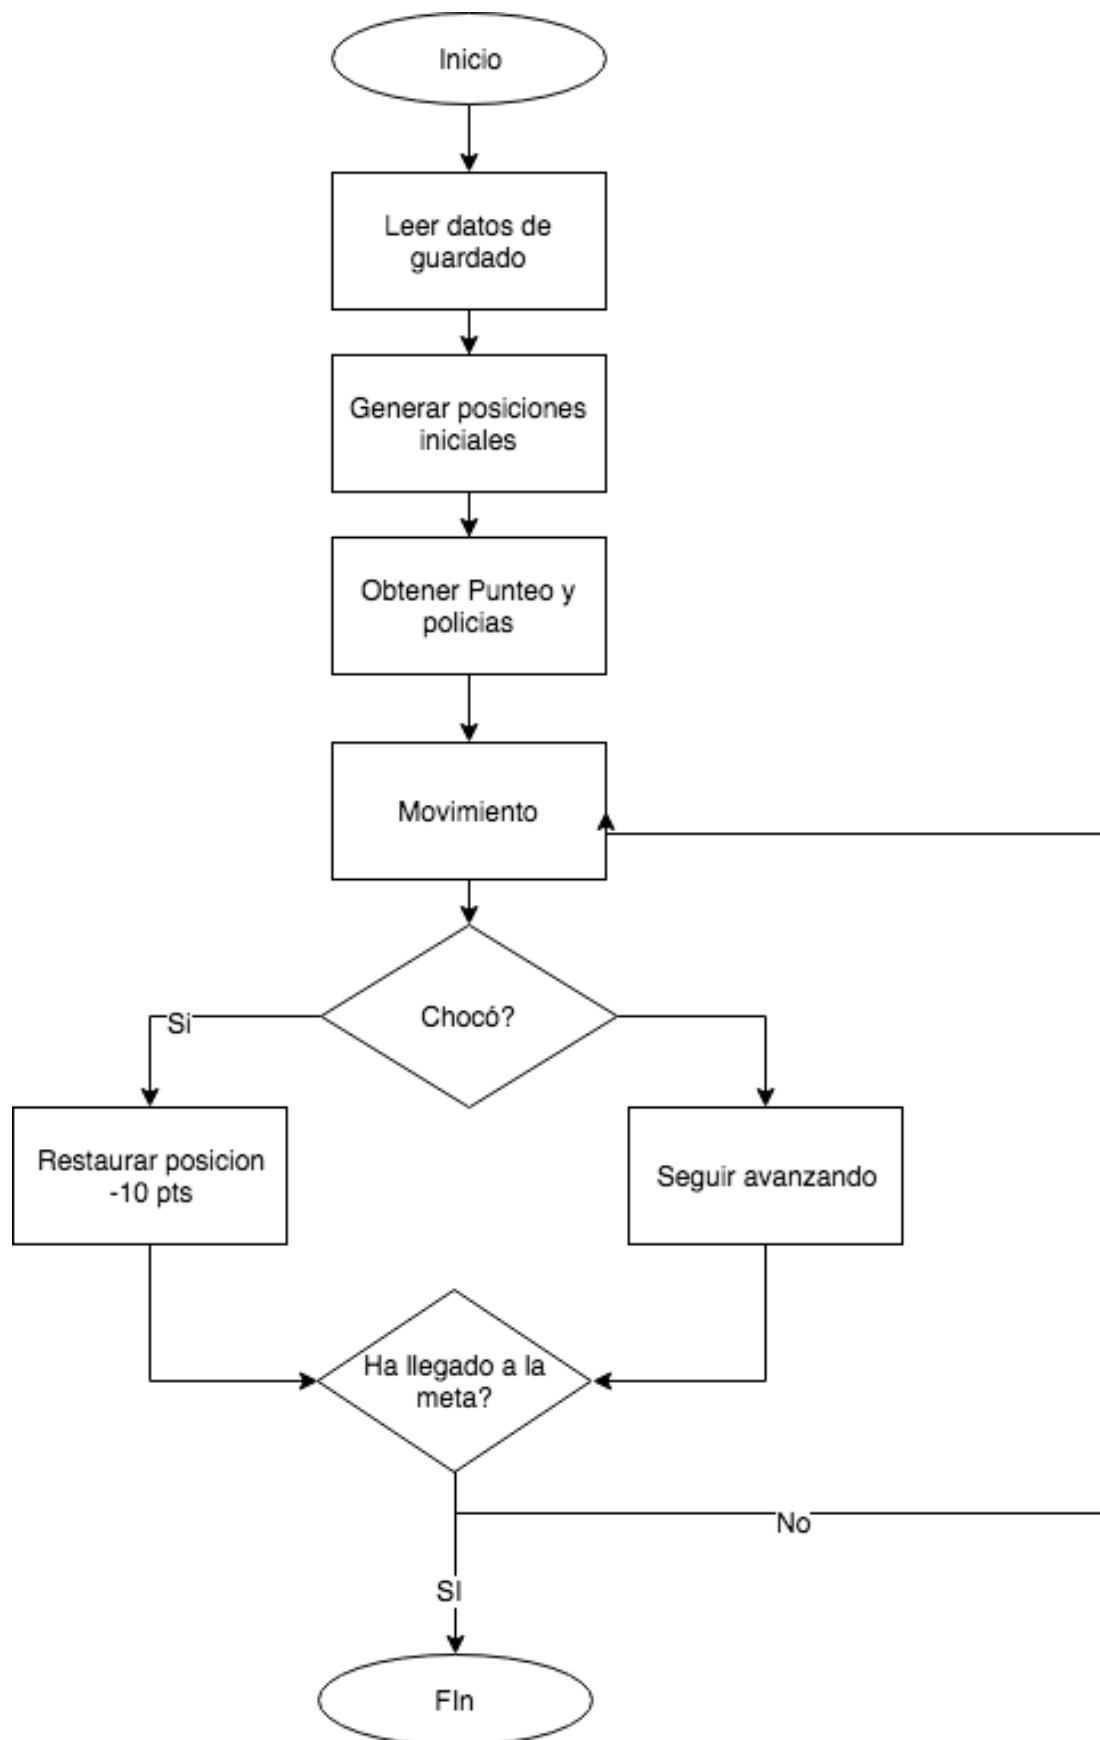 Inicio
Leer datos de
guardado
Generar posiciones
iniciales
Obtener Punteo y
policias
Movimiento
Chocó?
Si
Restaurar posicion
-10 pts
Seguir avanzando
Ha llegado a la
meta?
No
SI
FIn